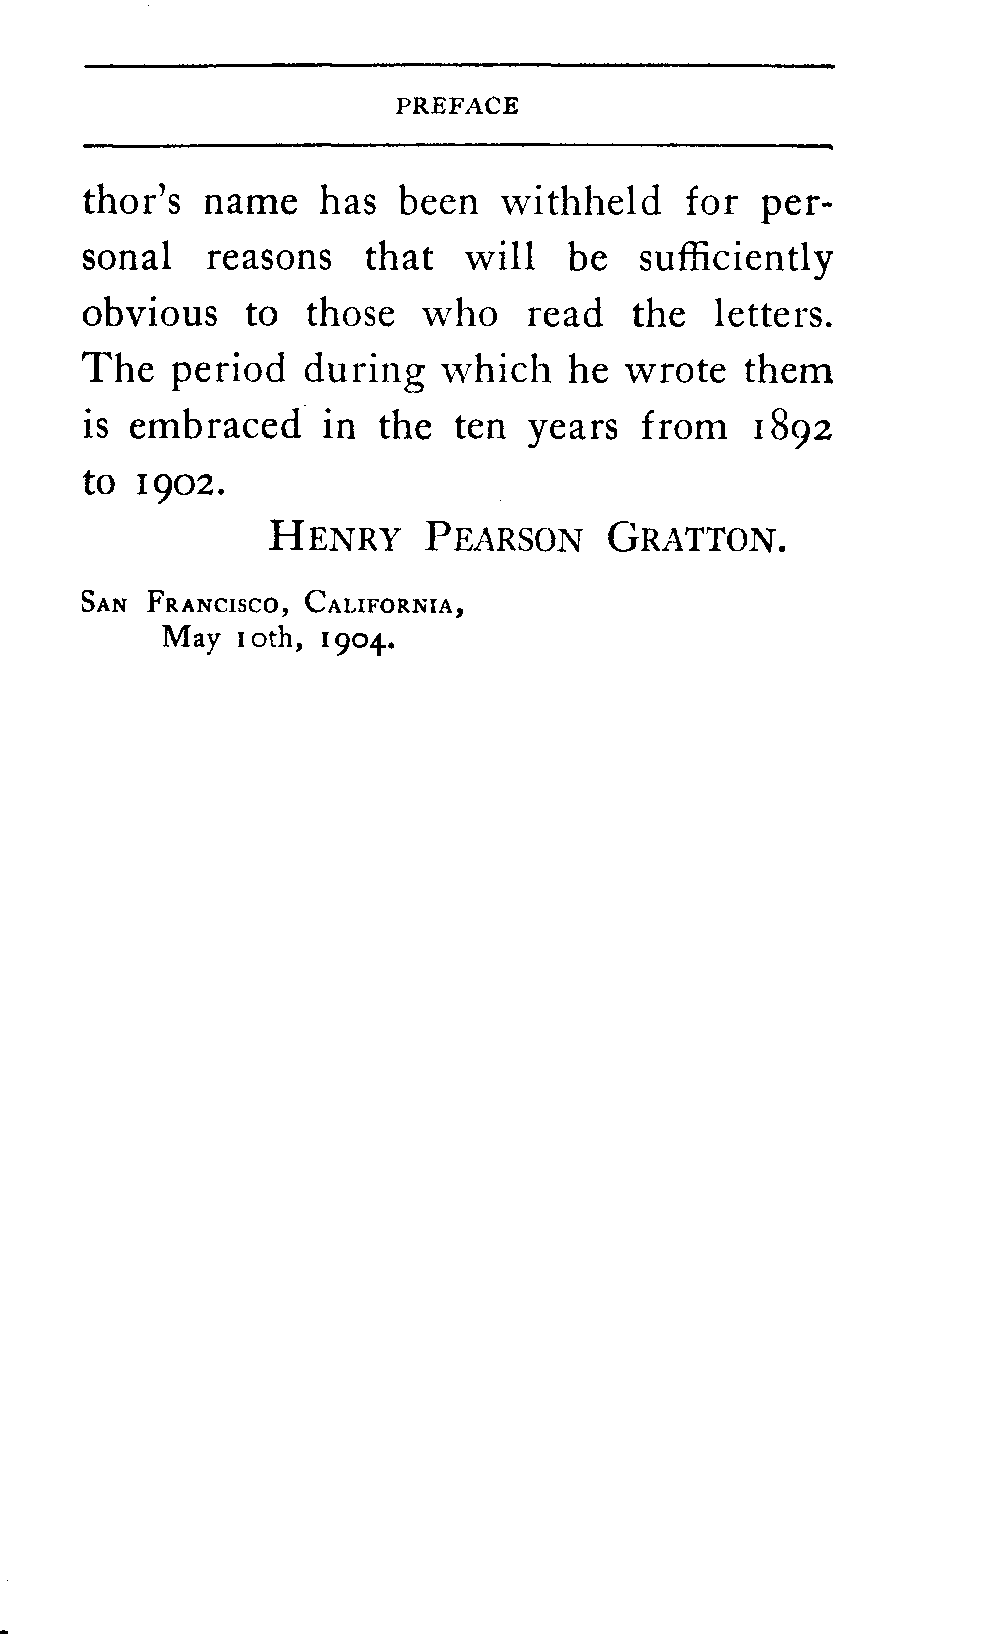 PREFACE
thor's name has been withheld for per-
sonal reasons that will be sufficiently
obvious to those who read the letters.
The period during which he wrote them
is embraced in the ten years from 1892
to 1902.
HENRY PEARSON GRATTON.
SAN FRANCISCO, CALIFORNIA,
May 10th, 1904.